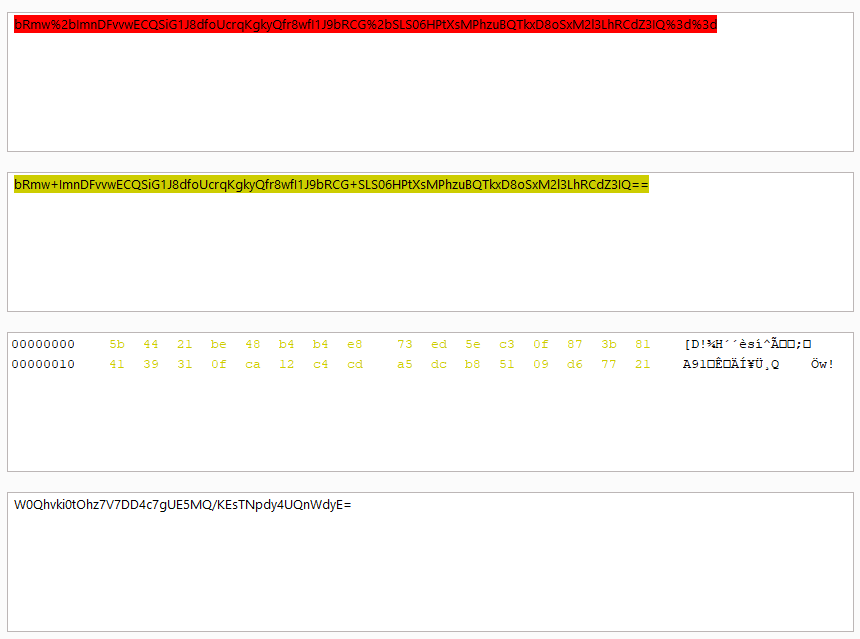 bRmw%2bImnDFvvwECQSiG1J8dfoUcrqKgkyQfr8wfI1J9bRCG%2bSLS06HPtXsMPhzuBQTkxD8oSxM2l3LhRCdZ3IQ%3d%3d
bRmw+ImnDFvvwECQSiG1J8dfoUcrqKgkyQfr8wfI1J9bRCG+SLS06HPtXsMPhzuBQTkxD8oSxM2l3LhRCdZ3IQ==
00000000 5b 44 21 be 48 b4 b4 e8 73 ed 5e c3 0f 87 3b 81 [D!¾H´´èsí^Ã□□;□
00000010 41 39 31 0f ca 12 c4 cd a5 dc b8 51 09 d6 77 21 A91□Ê□ÄÍ¥Ü¸Q Öw!
W0Qhvki0tOhz7V7DD4c7gUE5MQ/KEsTNpdy4UQnWdyE=